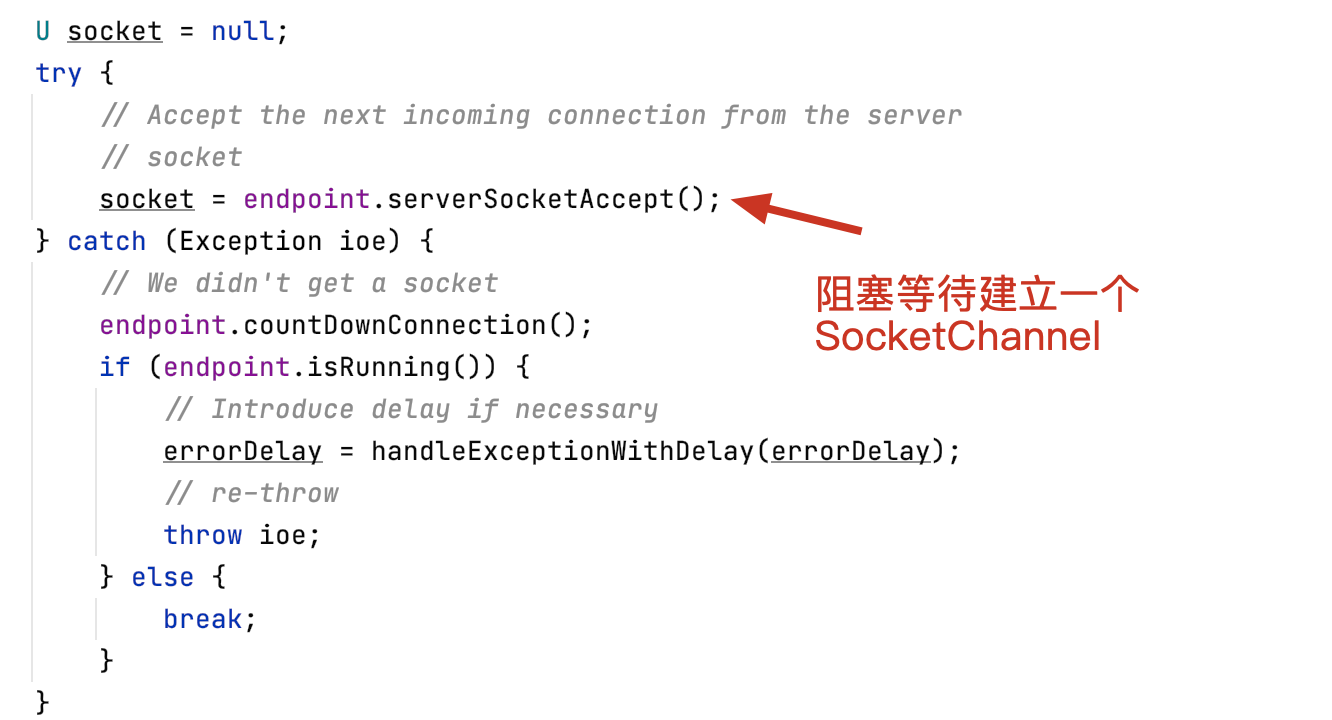 U socket = null;
try {
// Accept the next incoming connection from the server
// socket
socket = endpoint.serverSocketAccept();
} catch (Exception ioe) {
// We didn't get a socket
阻塞等待建立一个
endpoint.countDownConnection();
SocketChannel
if (endpoint.isRunning()) {
// Introduce delay if necessary
errorDelay = handleExceptionWithDelay(errorDelay);
// re-throw
throw ioe;
} else {
break;
}
}